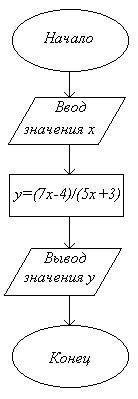 Начало
Ввод
значения x
y=(7x-4)/(5x+3)
Вывод
значения y
Конец